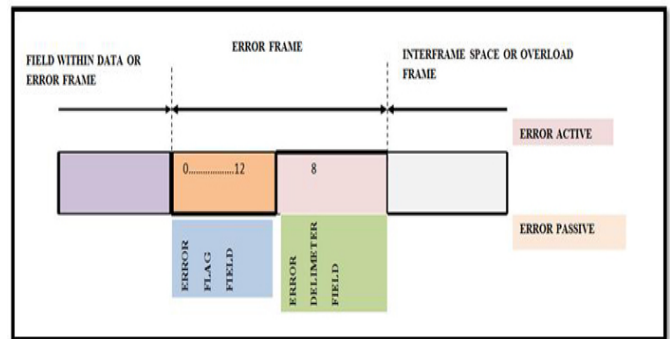 FIELD WITHIN DATA OR
ERROR FRAME
ERROR FRAME
INTERFRAME SPACE OR OVERLOAD
FRAME
ERROR ACTIVE
0..................12
8
ERROR PASSIVE
ERROR
FLAG
FIELD
ERROR
DELIMETER
FIELD